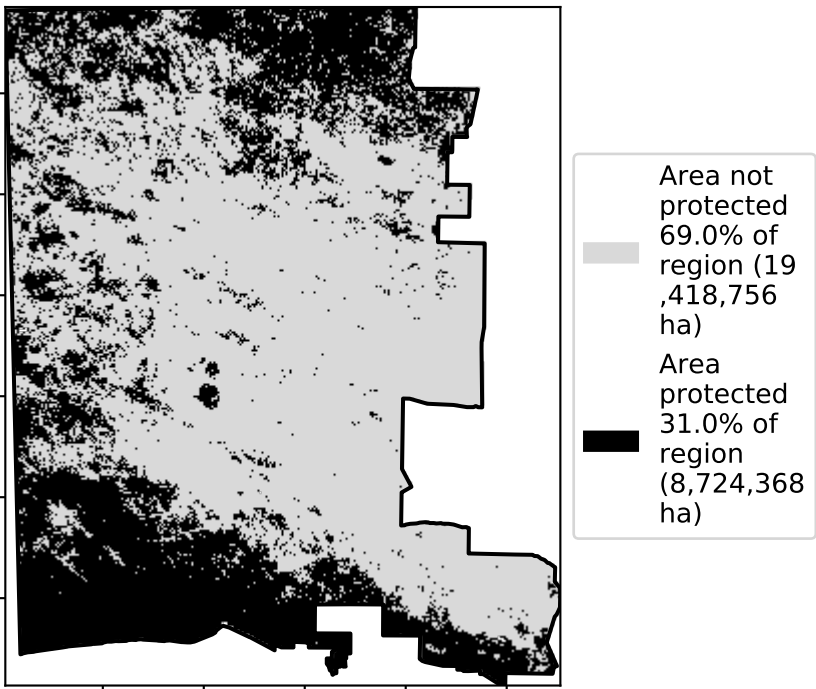 Area not
protected
69.0% of
region (19
,418,756
ha)
Area
protected
31.0% of
region
(8,724,368
ha)